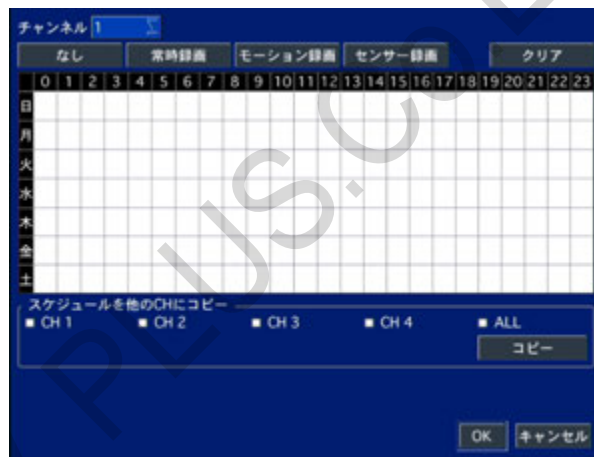 チャンネル 1
なし 常時録画 モーション録画 センサー録画 クリア
0 1 2 3 4 5 6 7 8 9 10 11 12 13 14 15 16 17 18 19 20 21 22 23
日
月
火
水
木
金
土
スケジュールを他のCHにコピー
CH 1 CH 2 CH 3 CH 4 ALL
コピー
OK キャンセル
PLUS.CO